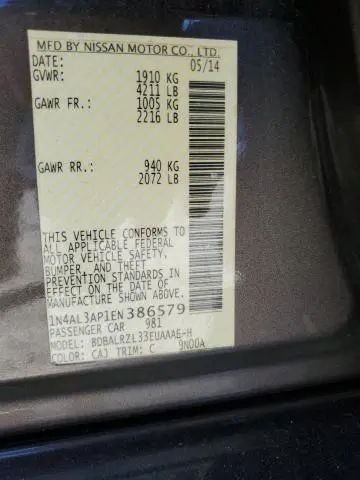 MFD BY NISSAN MOTOR CO., LTD.
DATE: 05/14
GVWR: 1910 KG
4211 LB
GAWR FR.: 1005 KG
2216 LB
GAWR RR.: 940 KG
2072 LB
THIS VEHICLE CONFORMS TO
ALL APPLICABLE FEDERAL
MOTOR VEHICLE SAFETY,
BUMPER, AND THEFT
PREVENTION STANDARDS IN
EFFECT ON THE DATE OF
MANUFACTURE SHOWN ABOVE.
1N4AL3AP1EN386579
PASSENGER CAR 981
MODEL: BDBALRZL33EUAAAE-H
COLOR: CAJ TRIM: C 9N00A